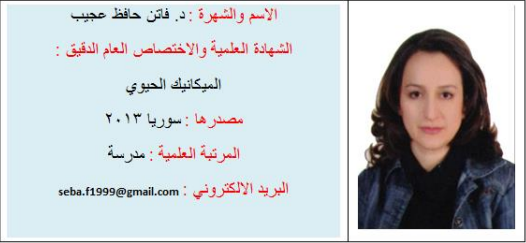 الاسم والشهرة : د. فاتن حافظ عجيب
الشهادة العلمية والاختصاص العام الدقيق :
الميكانيك الحيوي
مصدرها : سوريا ٢٠١٣
المرتبة العلمية : مدرسة
البريد الالكتروني : seba.f1999@gmail.com